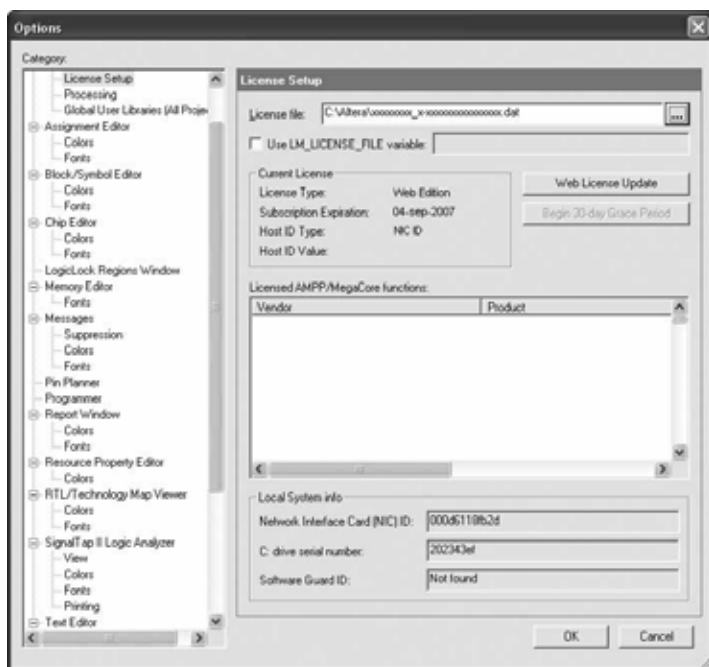 Options
Category:
License Setup
Processing
Global User Libraries (All Proje
Assignment Editor
Colors
Fonts
Block/Symbol Editor
Colors
Fonts
Chip Editor
Colors
Fonts
LogicLock Regions Window
Memory Editor
Fonts
Messages
Suppression
Colors
Fonts
Pin Planner
Programmer
Report Window
Colors
Fonts
Resource Property Editor
Colors
RTL/Technology Map Viewer
Colors
Fonts
SignalTap II Logic Analyzer
View
Colors
Fonts
Printing
Text Editor
License Setup
License file:
...
Use LM_LICENSE_FILE variable:
Current License
License Type: Web Edition
Subscription Expiration: 04-sep-2007
Host ID Type: NIC ID
Host ID Value:
Web License Update
Begin 30-day Grace Period
Licensed AMPP/MegaCore functions:
Vendor Product
Local System info
Network Interface Card (NIC) ID: 000d6118fb2d
C: drive serial number: 202343ef
Software Guard ID: Not found
OK Cancel